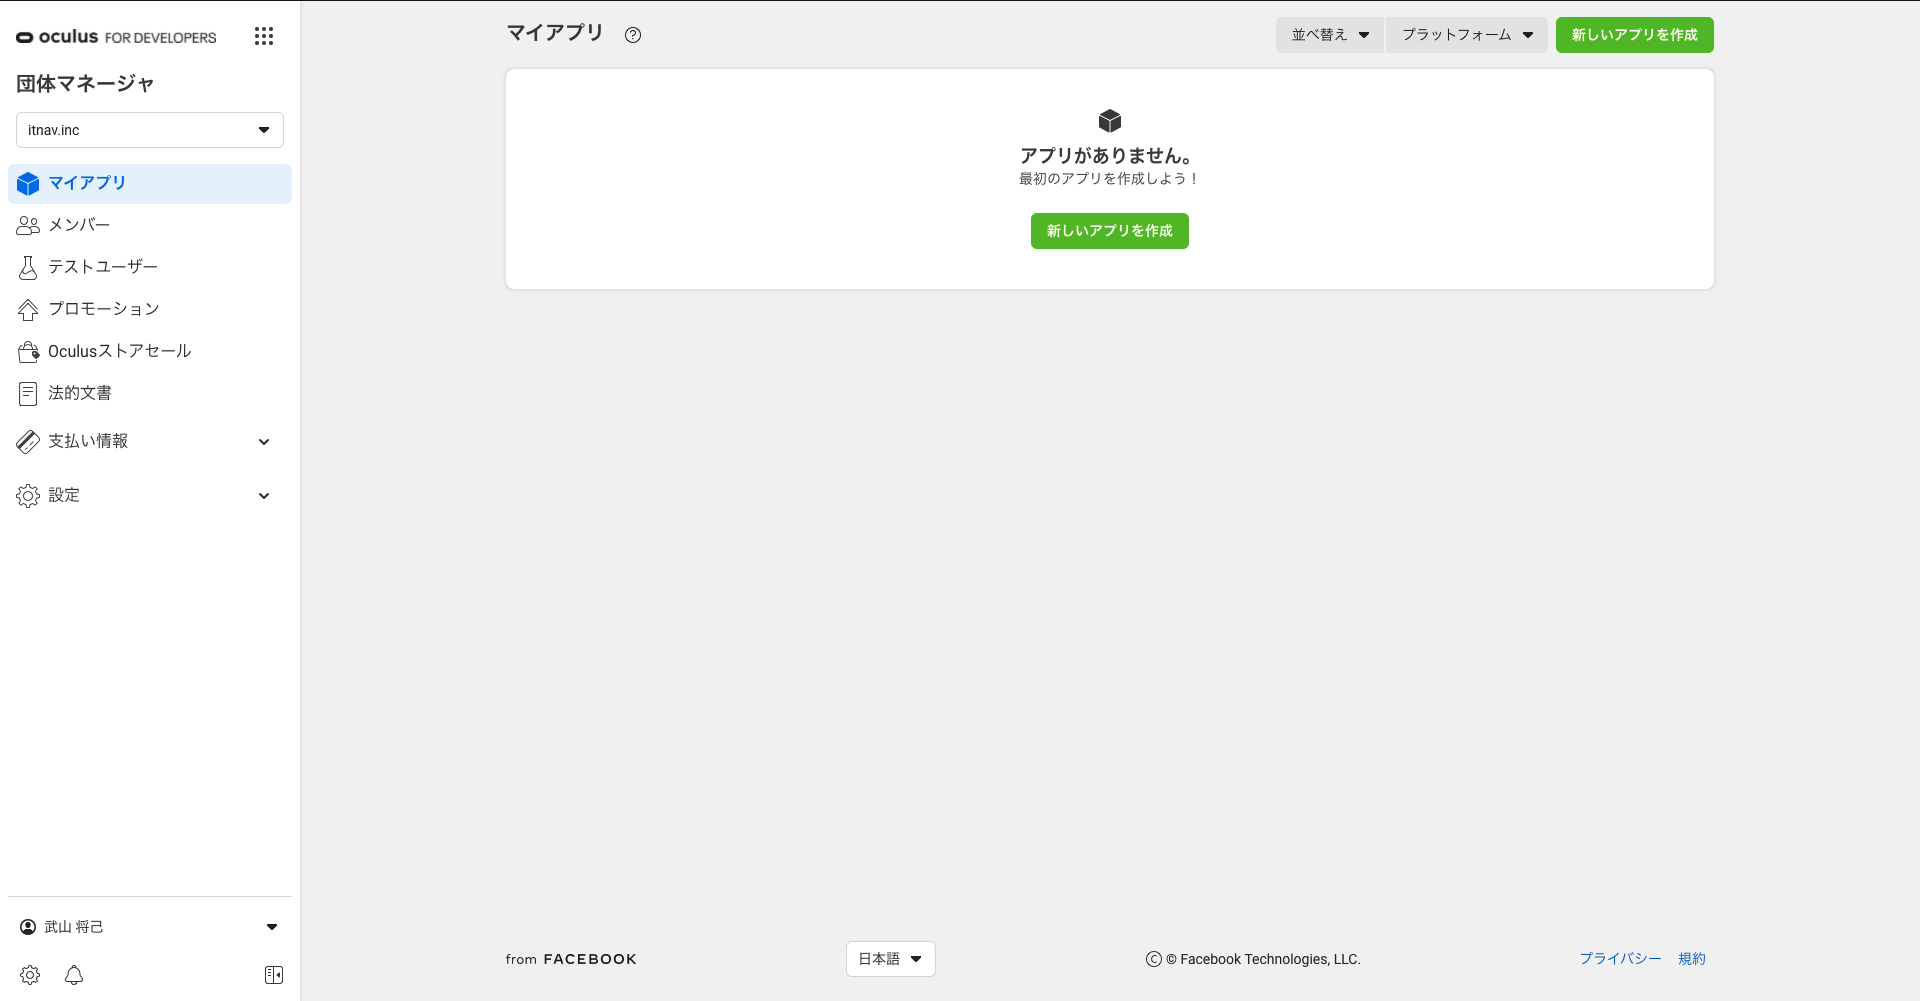 oculus FOR DEVELOPERS
団体マネージャ
itnav.inc
マイアプリ
メンバー
テストユーザー
プロモーション
Oculusストアセール
法的文書
支払い情報
設定
武山 将己
マイアプリ
並べ替え
プラットフォーム
新しいアプリを作成
アプリがありません。
最初のアプリを作成しよう！
新しいアプリを作成
from FACEBOOK
日本語
© © Facebook Technologies, LLC.
プライバシー 規約